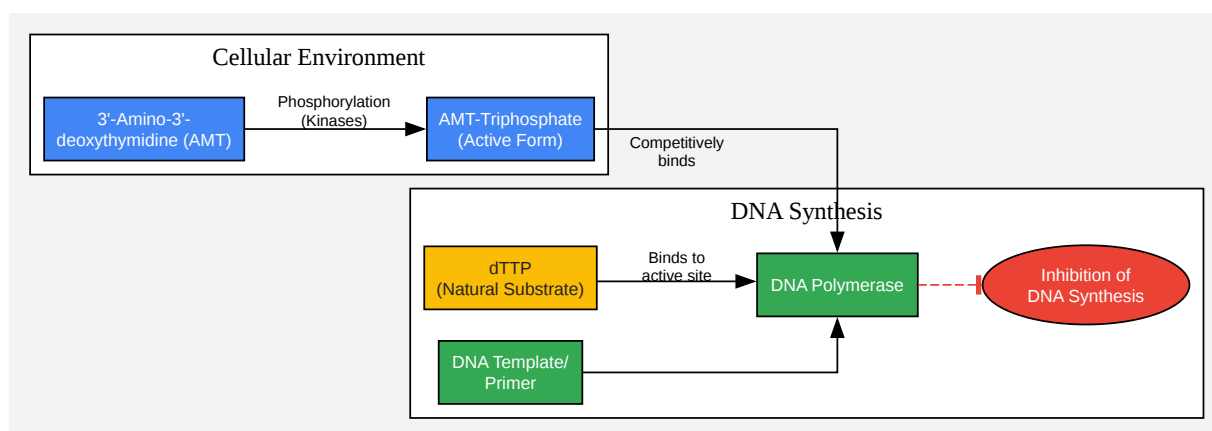 Cellular Environment
3'-Amino-3'-
deoxythymidine (AMT)
Phosphorylation
(Kinases)
AMT-Triphosphate
(Active Form)
Competitively
binds
DNA Synthesis
dTTP
(Natural Substrate)
Binds to
active site
DNA Polymerase
Inhibition of
DNA Synthesis
DNA Template/
Primer